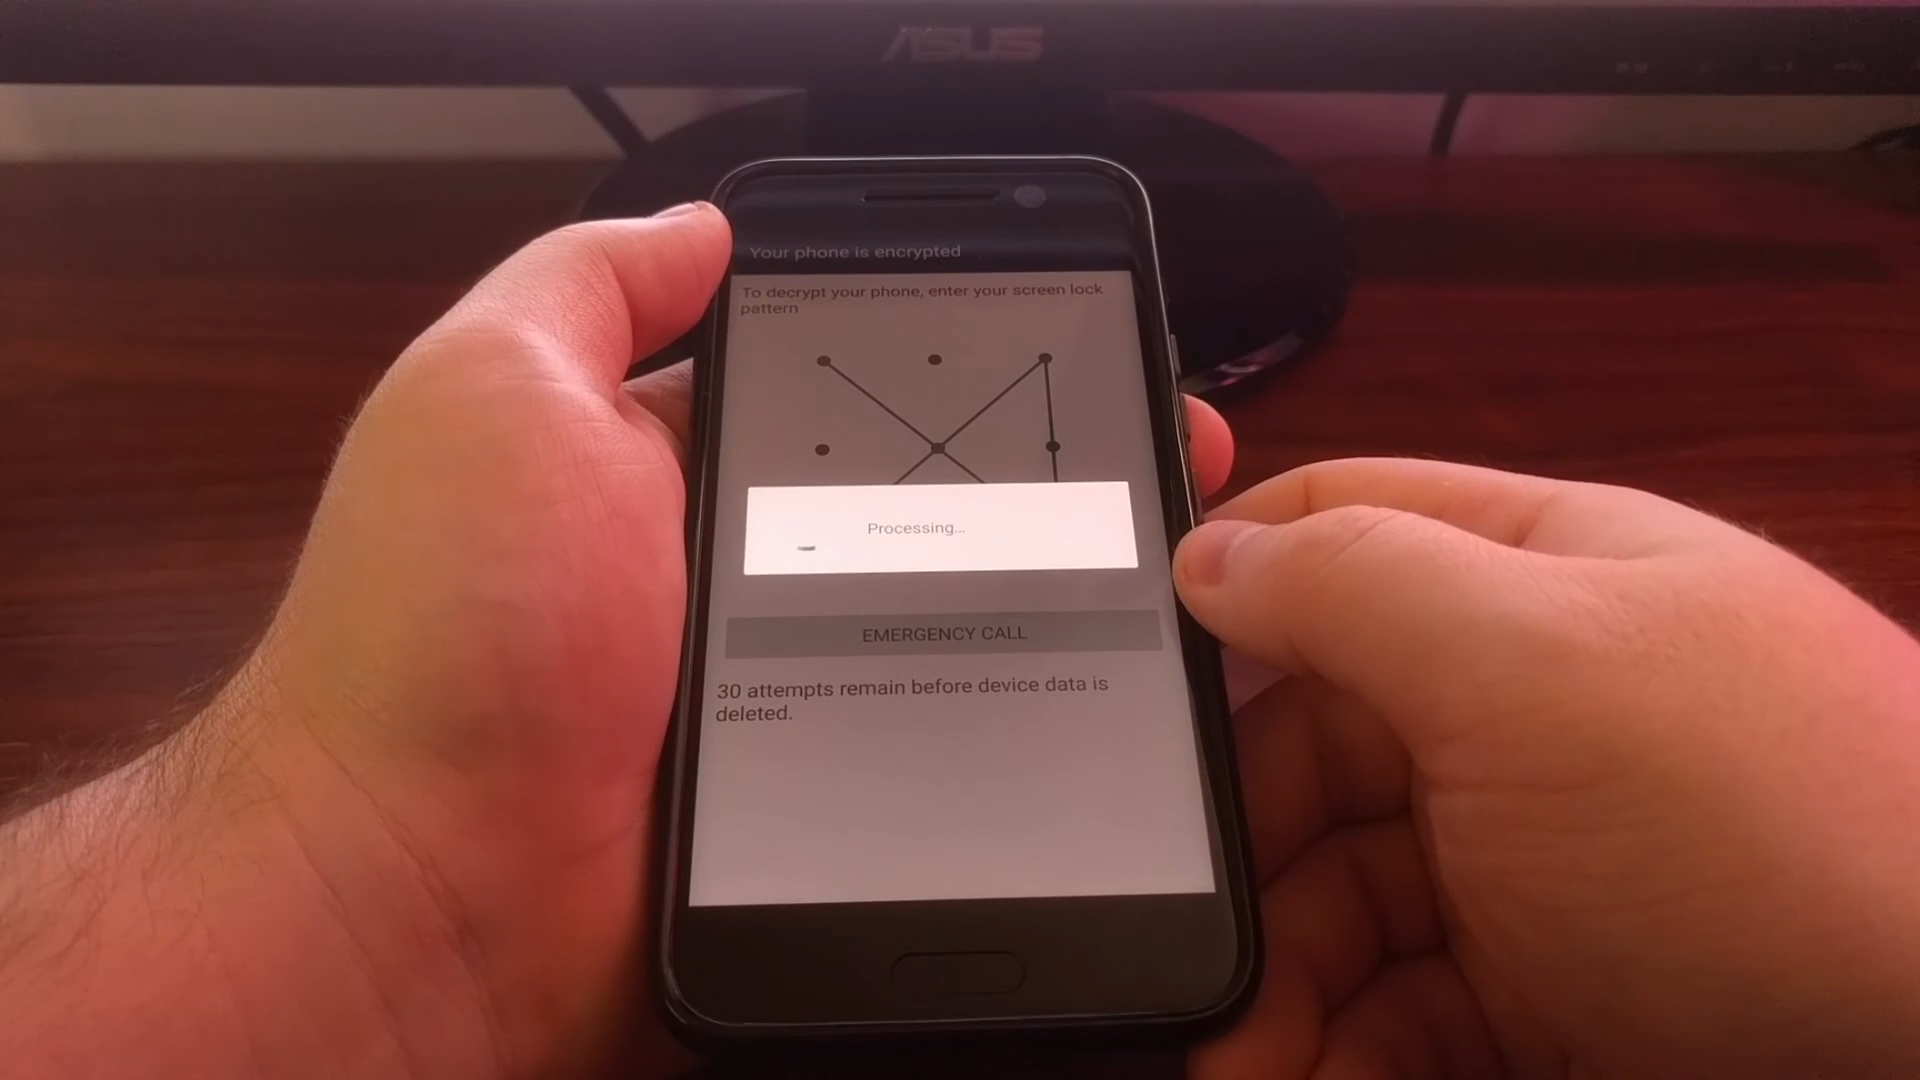 ASUS
Your phone is encrypted
To decrypt your phone, enter your screen lock
pattern
Processing...
EMERGENCY CALL
30 attempts remain before device data is
deleted.